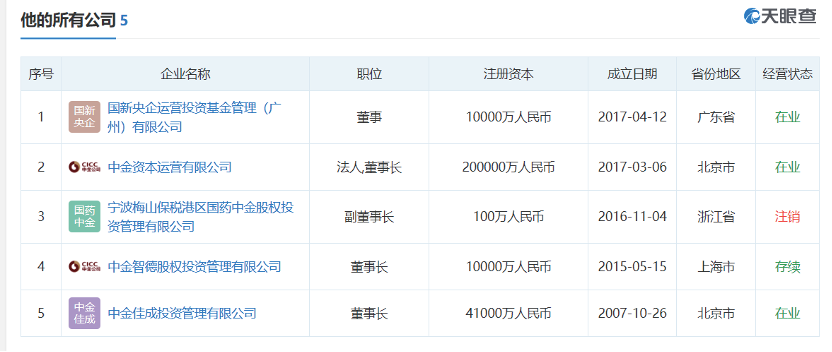 他的所有公司 5
天眼查
序号 企业名称 职位 注册资本 成立日期 省份地区 经营状态
1 国新央企 国新央企运营投资基金管理（广州）有限公司 董事 10000万人民币 2017-04-12 广东省 在业
2 CICC 中金公司 中金资本运营有限公司 法人,董事长 200000万人民币 2017-03-06 北京市 在业
3 国药中金 宁波梅山保税港区国药中金股权投资管理有限公司 副董事长 100万人民币 2016-11-04 浙江省 注销
4 CICC 中金公司 中金智德股权投资管理有限公司 董事长 10000万人民币 2015-05-15 上海市 存续
5 中金佳成 中金佳成投资管理有限公司 董事长 41000万人民币 2007-10-26 北京市 在业